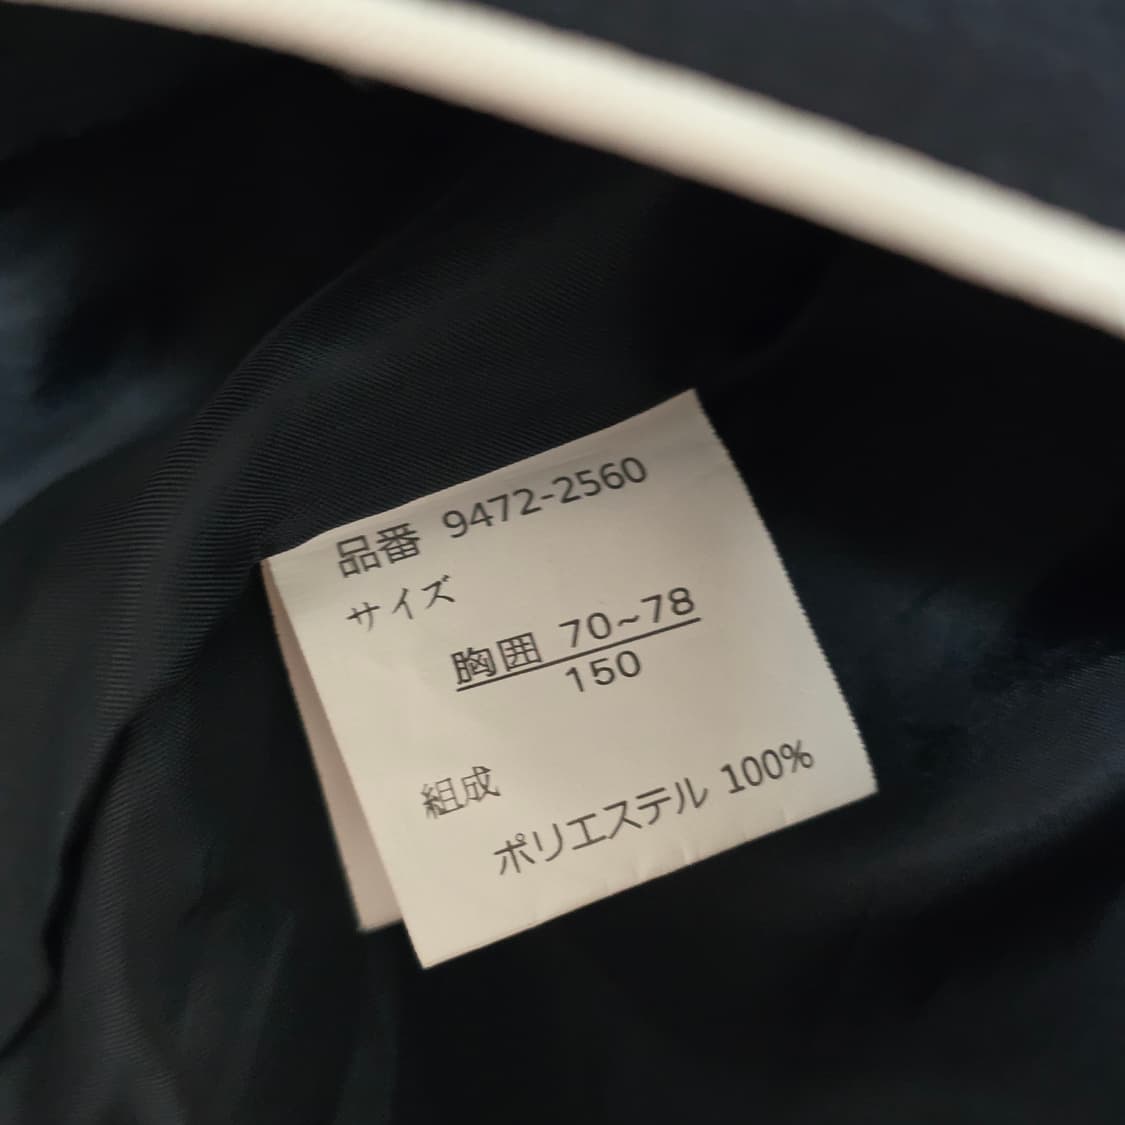 品番 9472-2560
サイズ
胸囲 70~78
150
組成
ポリエステル 100%